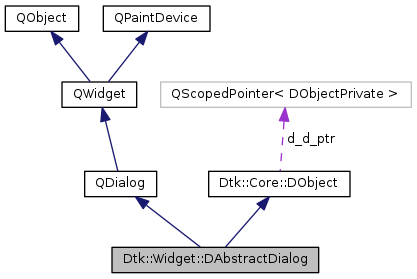 QObject
QPaintDevice
QWidget
QScopedPointer< DObjectPrivate >
d_d_ptr
QDialog
Dtk::Core::DObject
Dtk::Widget::DAbstractDialog